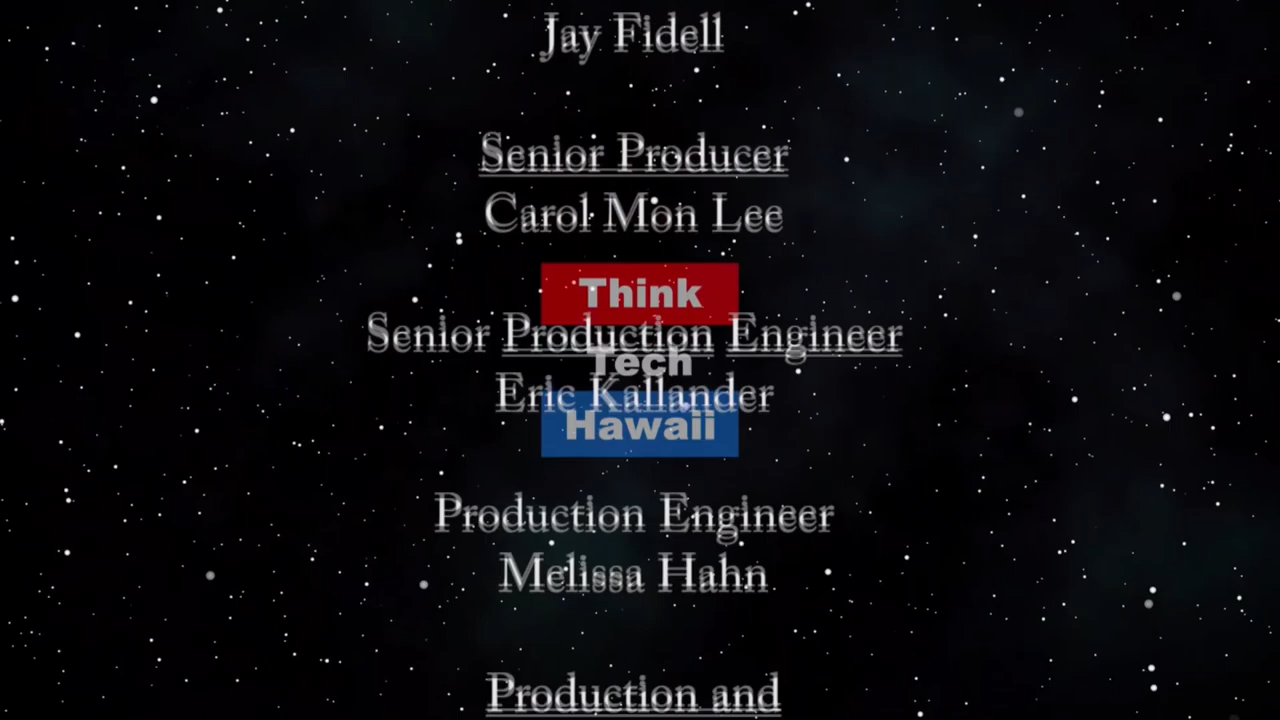 Jay Fidell
Senior Producer
Carol Mon Lee
Think
Senior Production Engineer
Tech
Eric Kallander
Hawaii
Production Engineer
Melissa Hahn
Production and